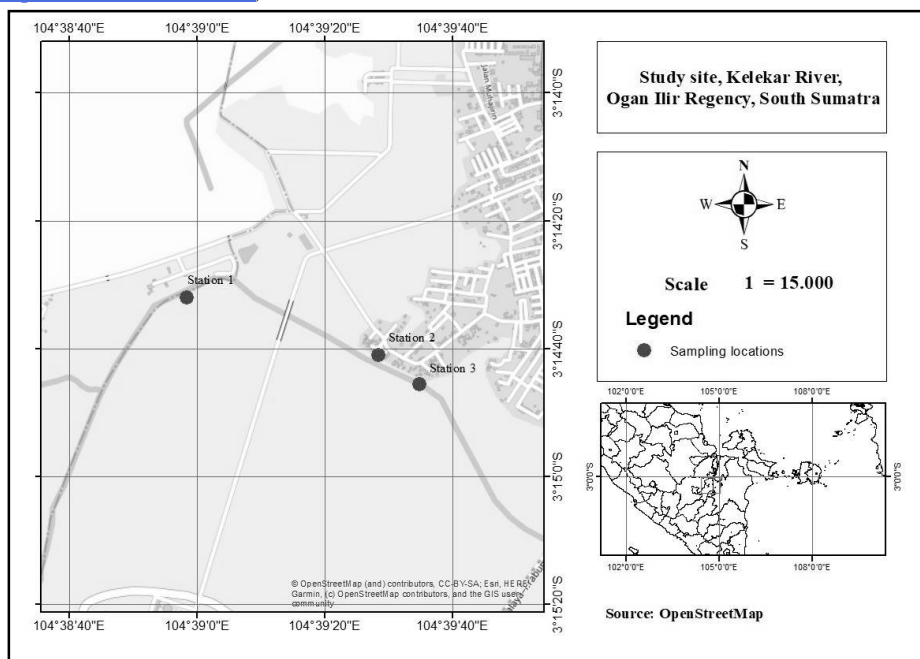 104°38'40"E 104°39'0"E 104°39'20"E 104°39'40"E
Jalan Muhajirin
3°14'0"S
3°14'20"S
Station 1
Station 2
3°14'40"S
Station 3
3°15'0"S
3°15'20"S
© OpenStreetMap (and) contributors, CC-BY-SA; Esri, HERE,
Garmin, (c) OpenStreetMap contributors, and the GIS user
community
104°38'40"E 104°39'0"E 104°39'20"E 104°39'40"E
Study site, Kelekar River,
Ogan Ilir Regency, South Sumatra
N
W E
S
Scale 1 = 15.000
Legend
Sampling locations
102°0'0"E 105°0'0"E 108°0'0"E
3°0'0"S 3°0'0"S
102°0'0"E 105°0'0"E 108°0'0"E
Source: OpenStreetMap